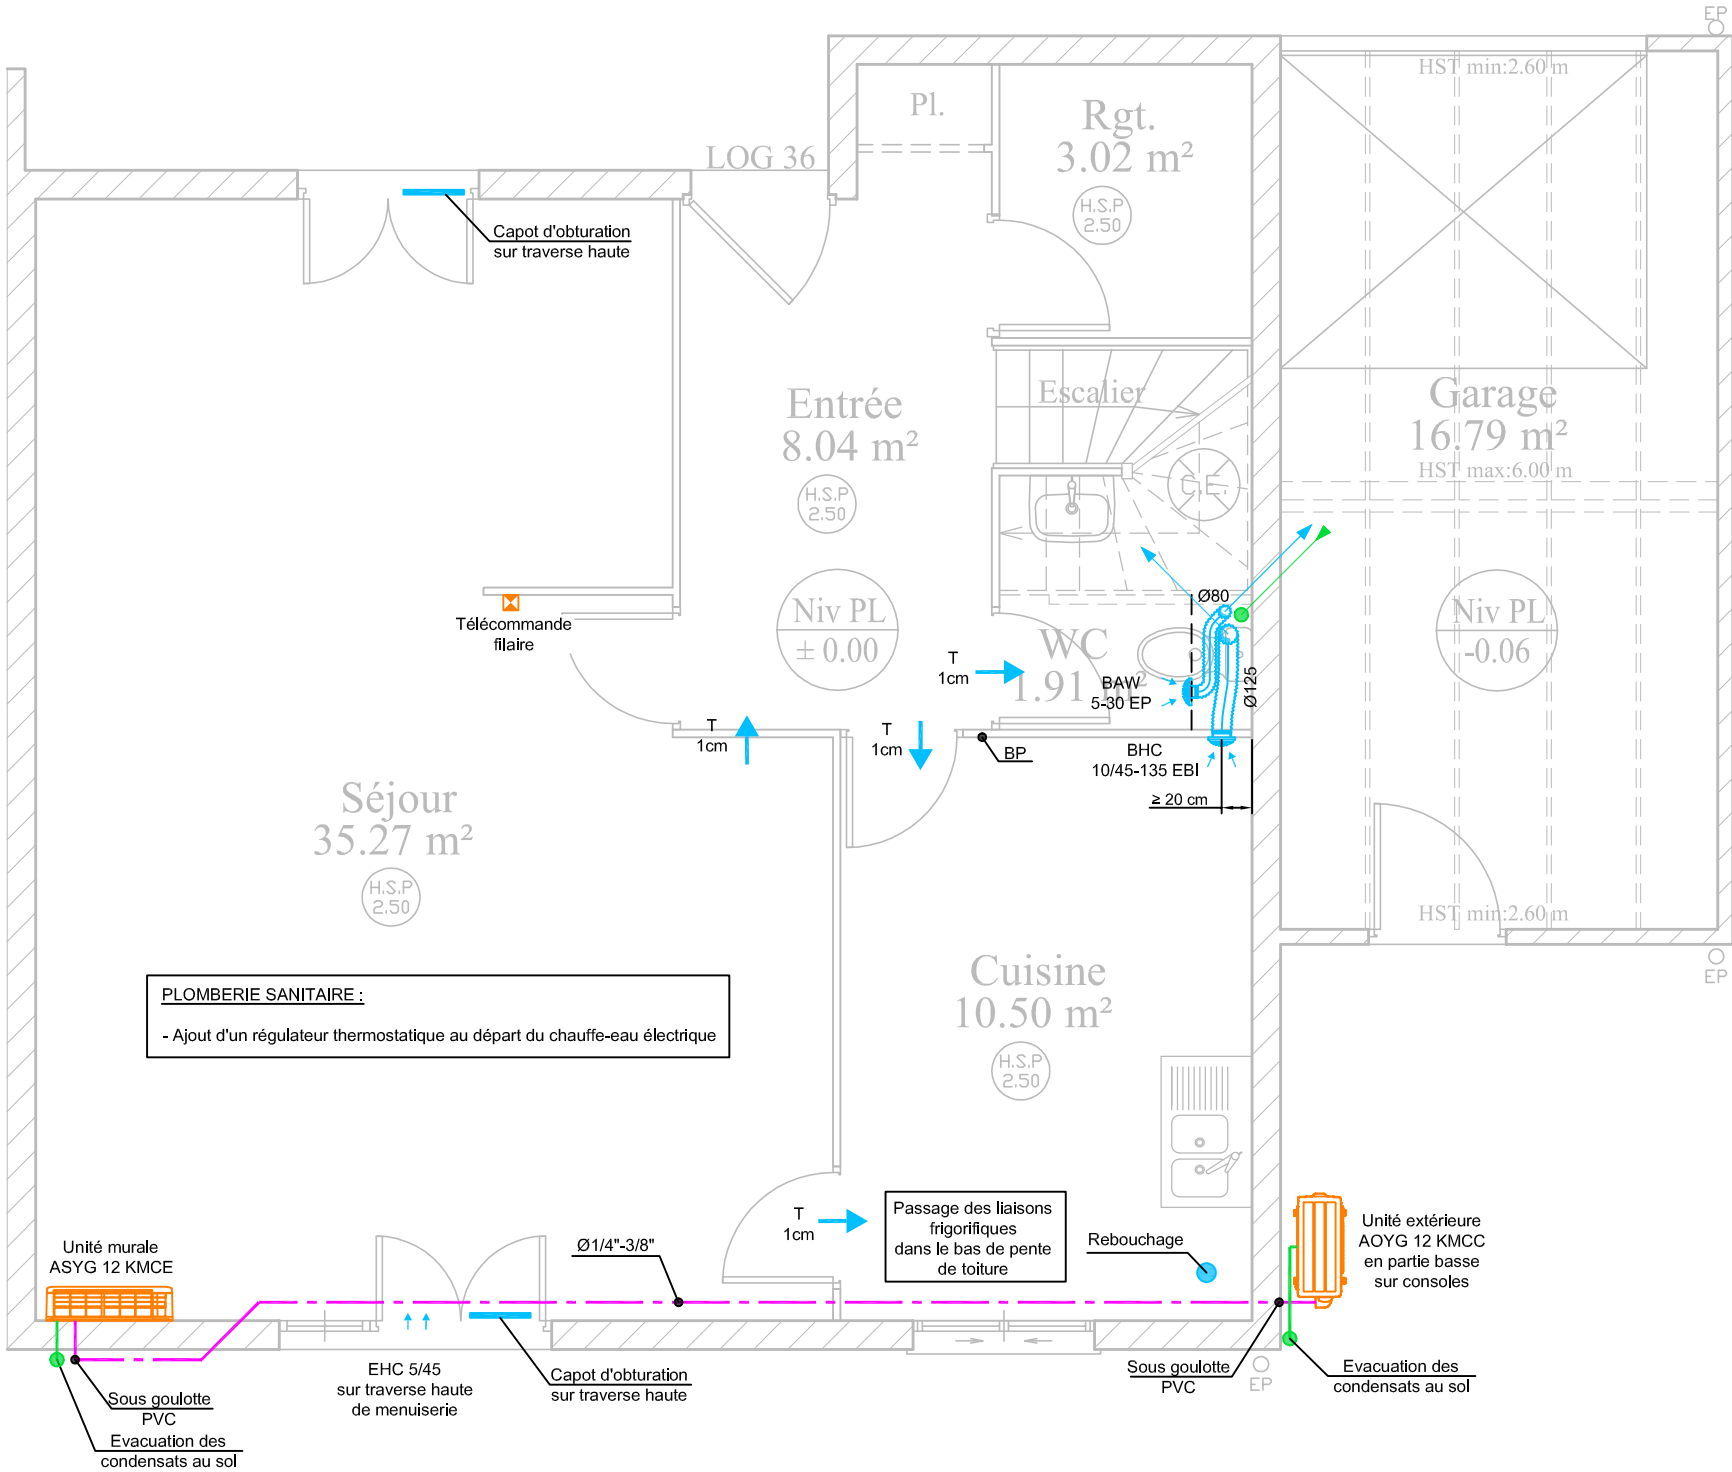 EP
HST min:2.60 m
Pl.
Rgt.
3.02 m²
H.S.P
2.50
LOG 36
Capot d'obturation
sur traverse haute
Entrée
8.04 m²
H.S.P
2.50
Escalier
C.E.
Garage
16.79 m²
HST max:6.00 m
Niv PL
± 0.00
Niv PL
-0.06
Télécommande
filaire
Ø80
WC
1.91 m²
Ø125
BAW
5-30 EP
T
1cm
T
1cm
T
1cm
BP
BHC
10/45-135 EBI
≥ 20 cm
Séjour
35.27 m²
H.S.P
2.50
HST min:2.60 m
EP
Cuisine
10.50 m²
H.S.P
2.50
PLOMBERIE SANITAIRE :
- Ajout d'un régulateur thermostatique au départ du chauffe-eau électrique
T
1cm
Passage des liaisons
frigorifiques
dans le bas de pente
de toiture
Rebouchage
Unité extérieure
AOYG 12 KMCC
en partie basse
sur consoles
Unité murale
ASYG 12 KMCE
Ø1/4"-3/8"
EHC 5/45
sur traverse haute
de menuiserie
Capot d'obturation
sur traverse haute
Sous goulotte
PVC
EP
Evacuation des
condensats au sol
Sous goulotte
PVC
Evacuation des
condensats au sol